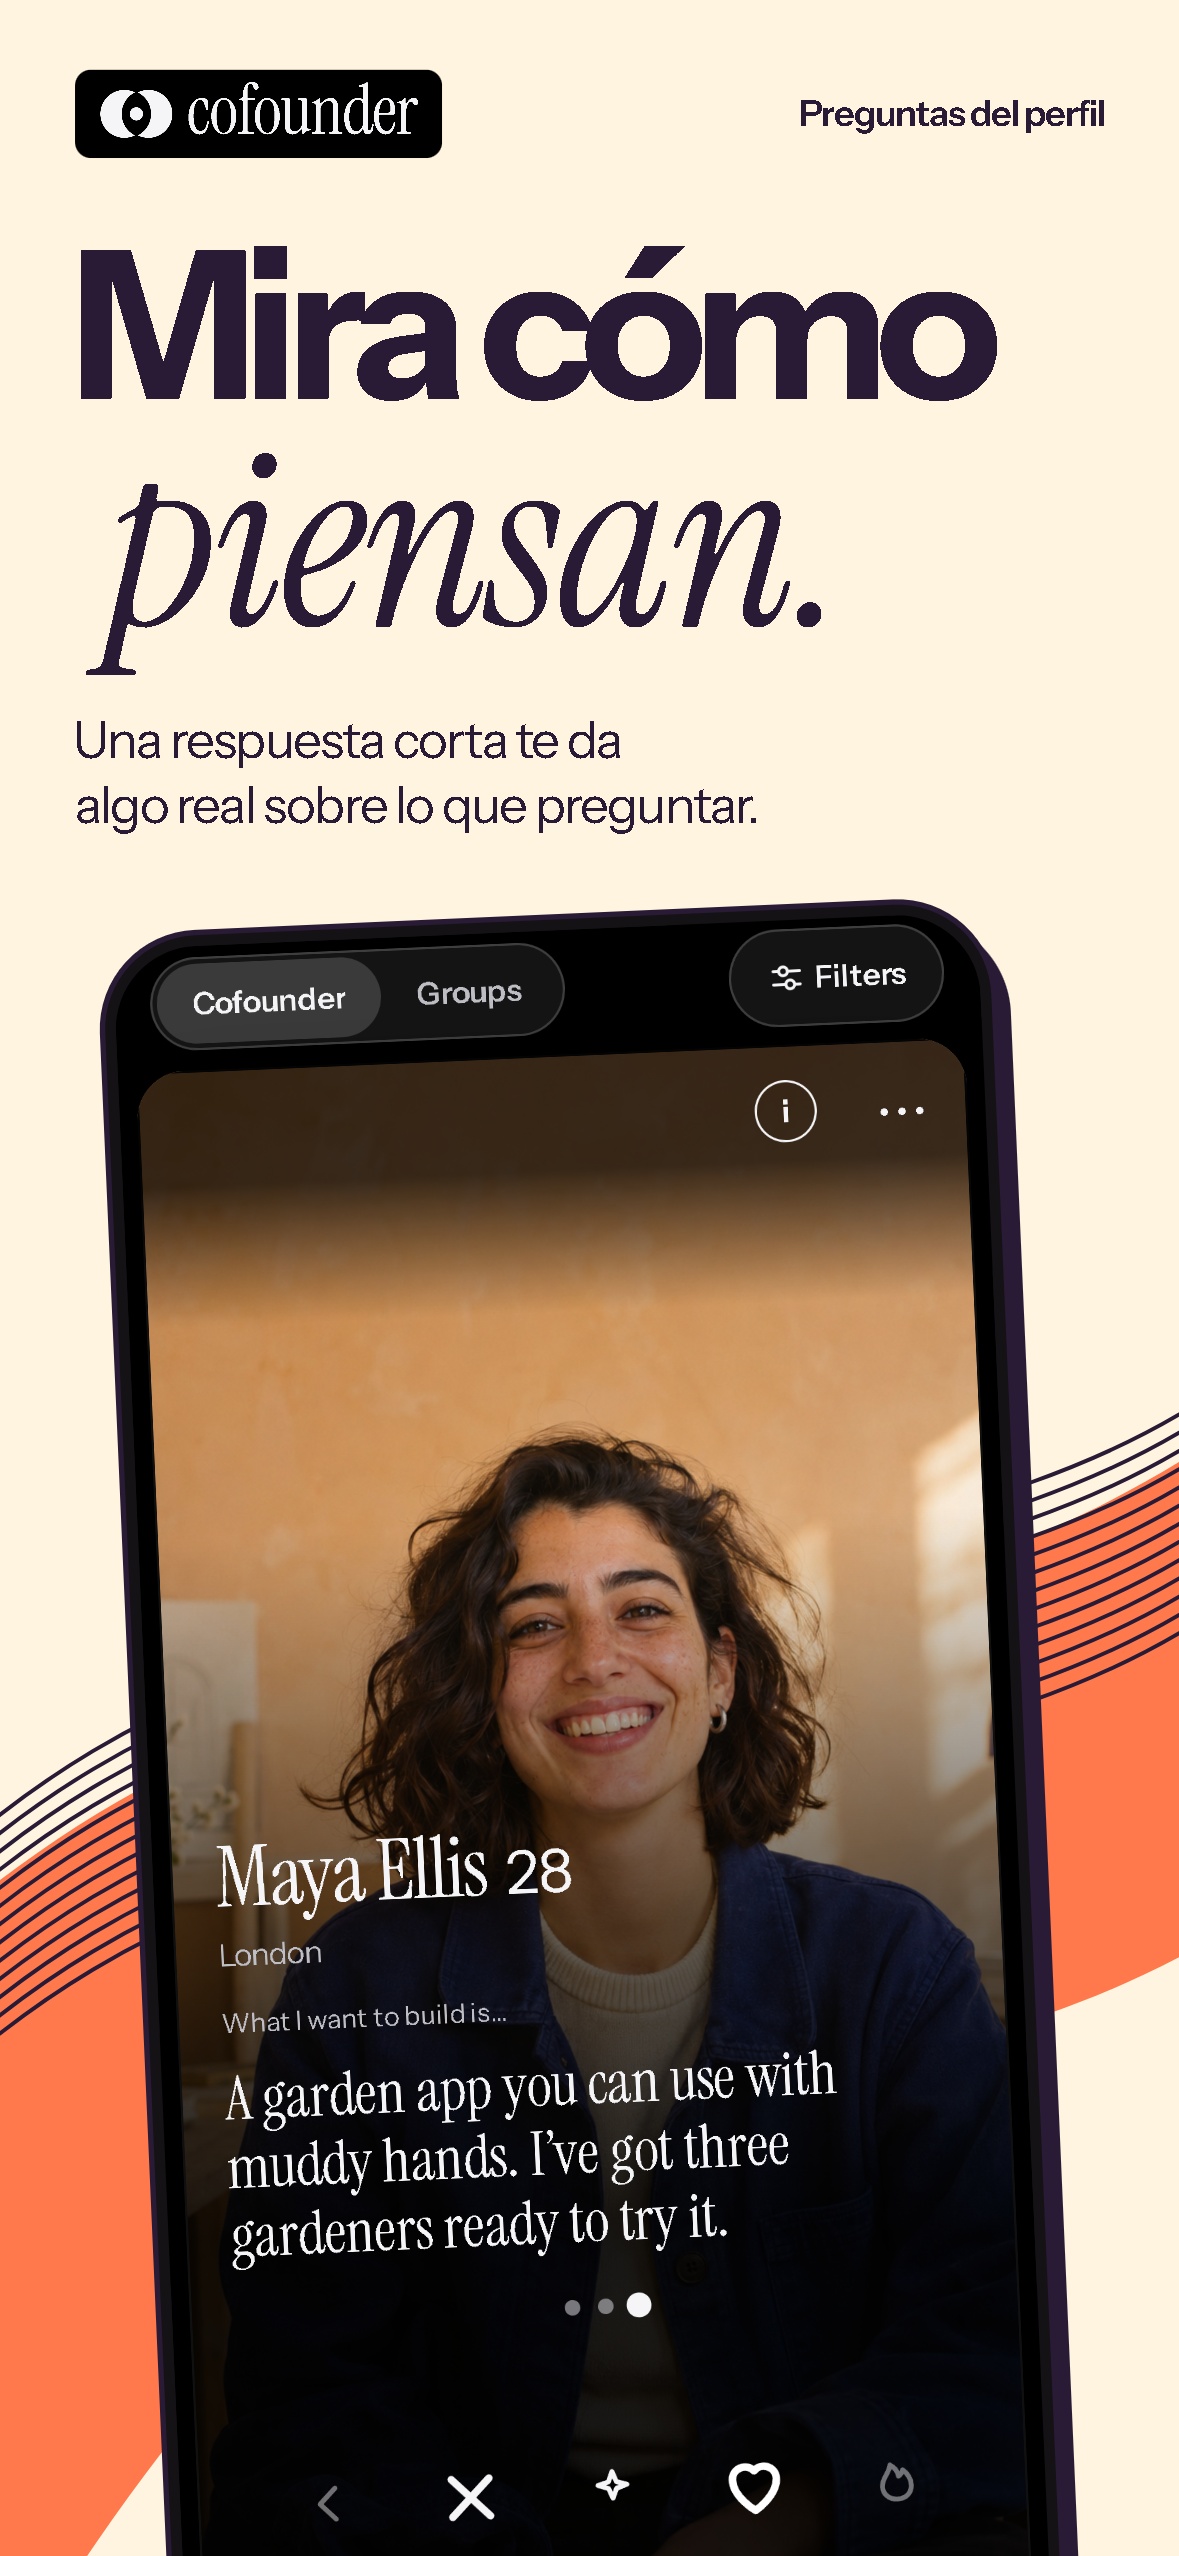 cofounder
Preguntas del perfil
Mira cómo
piensan.
Una respuesta corta te da
algo real sobre lo que preguntar.
Cofounder
Groups
Filters
i
Maya Ellis 28
London
What I want to build is...
A garden app you can use with
muddy hands. I’ve got three
gardeners ready to try it.